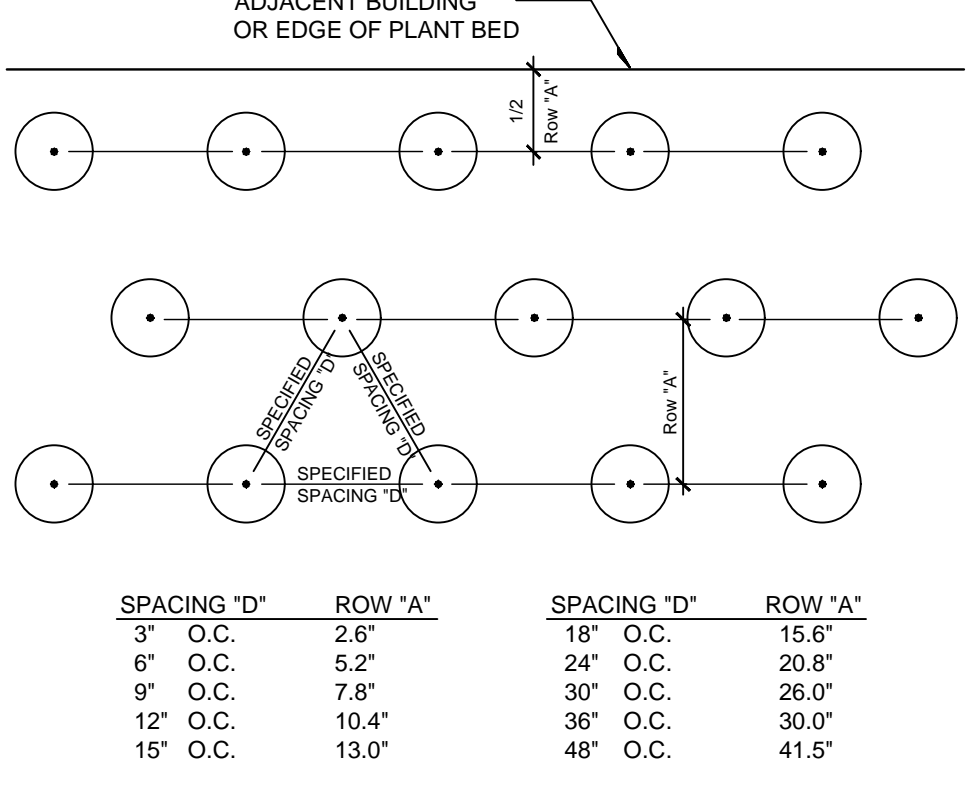 ADJACENT BUILDING
OR EDGE OF PLANT BED
1/2
Row "A"
SPECIFIED
SPACING "D"
SPECIFIED
SPACING "D"
SPECIFIED
SPACING "D"
Row "A"
SPACING "D" ROW "A"
3" O.C. 2.6"
6" O.C. 5.2"
9" O.C. 7.8"
12" O.C. 10.4"
15" O.C. 13.0"
SPACING "D" ROW "A"
18" O.C. 15.6"
24" O.C. 20.8"
30" O.C. 26.0"
36" O.C. 30.0"
48" O.C. 41.5"